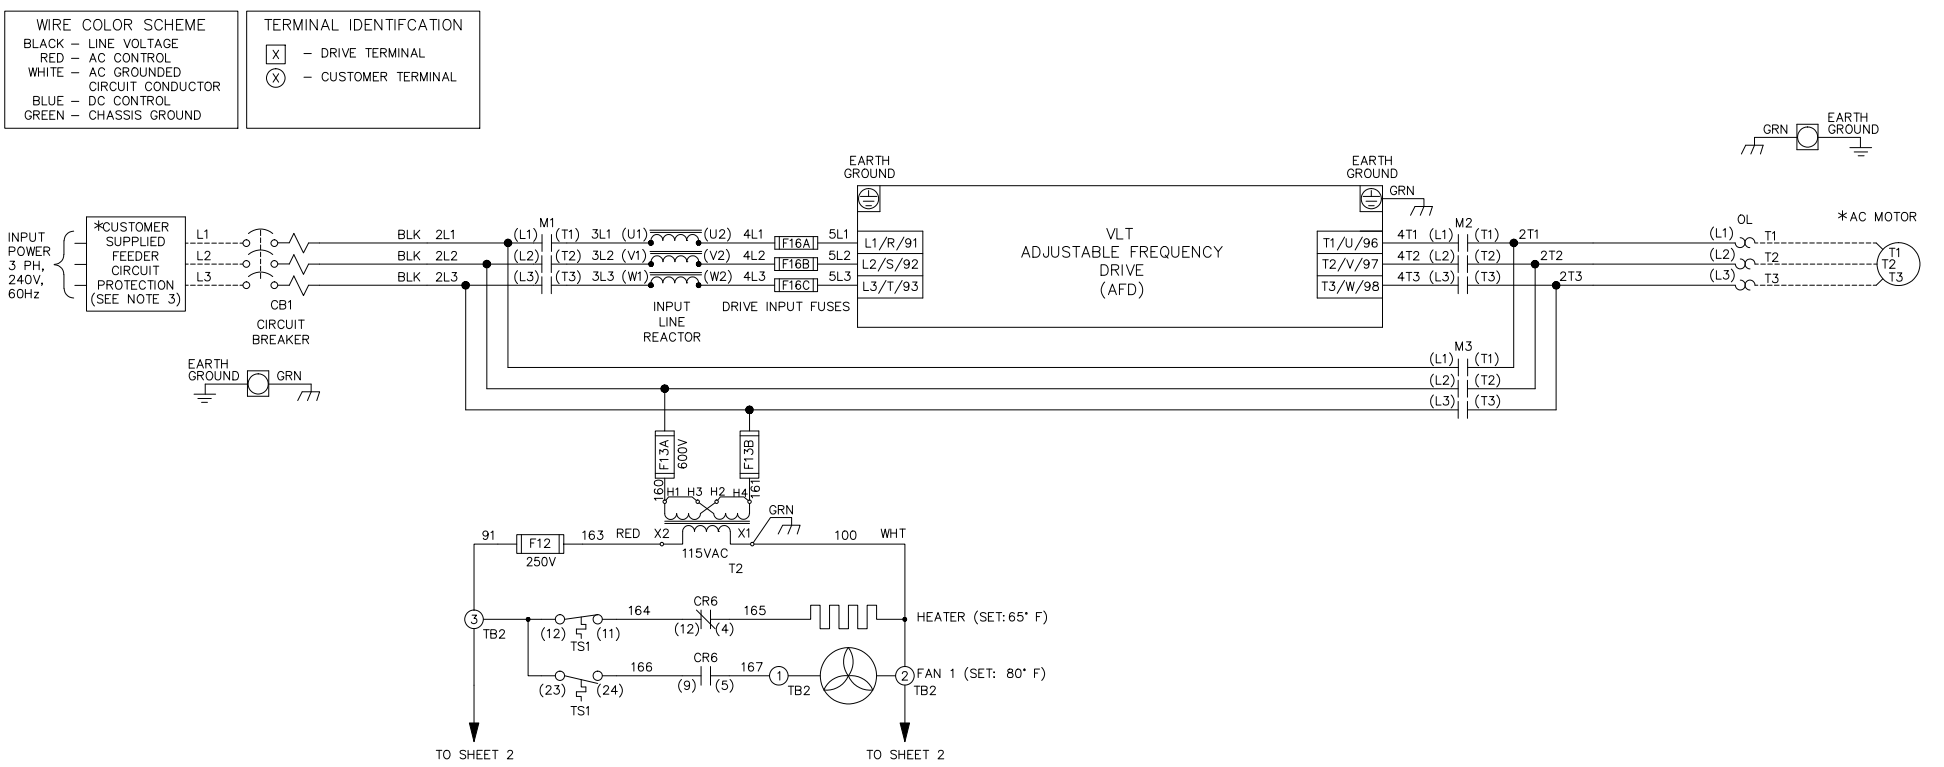 WIRE COLOR SCHEME
BLACK – LINE VOLTAGE
RED – AC CONTROL
WHITE – AC GROUNDED
CIRCUIT CONDUCTOR
BLUE – DC CONTROL
GREEN – CHASSIS GROUND
TERMINAL IDENTIFCATION
X – DRIVE TERMINAL
X – CUSTOMER TERMINAL
GRN
EARTH
GROUND
INPUT
POWER
3 PH,
240V,
60Hz
*CUSTOMER
SUPPLIED
FEEDER
CIRCUIT
PROTECTION
(SEE NOTE 3)
L1
L2
L3
CB1
CIRCUIT
BREAKER
BLK 2L1
BLK 2L2
BLK 2L3
M1
(L1) (T1) 3L1 (U1) (U2) 4L1 F16A 5L1
(L2) (T2) 3L2 (V1) (V2) 4L2 F16B 5L2
(L3) (T3) 3L3 (W1) (W2) 4L3 F16C 5L3
INPUT
LINE
REACTOR
DRIVE INPUT FUSES
EARTH
GROUND
L1/R/91
L2/S/92
L3/T/93
VLT
ADJUSTABLE FREQUENCY
DRIVE
(AFD)
EARTH
GROUND
GRN
T1/U/96
T2/V/97
T3/W/98
M2
4T1 (L1) (T1) 2T1
4T2 (L2) (T2) 2T2
4T3 (L3) (T3) 2T3
OL
(L1) T1
(L2) T2
(L3) T3
*AC MOTOR
T1
T2
T3
M3
(L1) (T1)
(L2) (T2)
(L3) (T3)
EARTH
GROUND
GRN
F13A
600V
F13B
160
161
H1 H3 H2 H4
GRN
91 F12 163 RED X2 X1 100 WHT
250V
115VAC
T2
3
TB2
(12) (11)
TS1
164
CR6
(12) (4)
165
HEATER (SET:65° F)
(23) (24)
TS1
166
CR6
(9) (5)
167
1
TB2
2
TB2
FAN 1 (SET: 80° F)
TO SHEET 2
TO SHEET 2